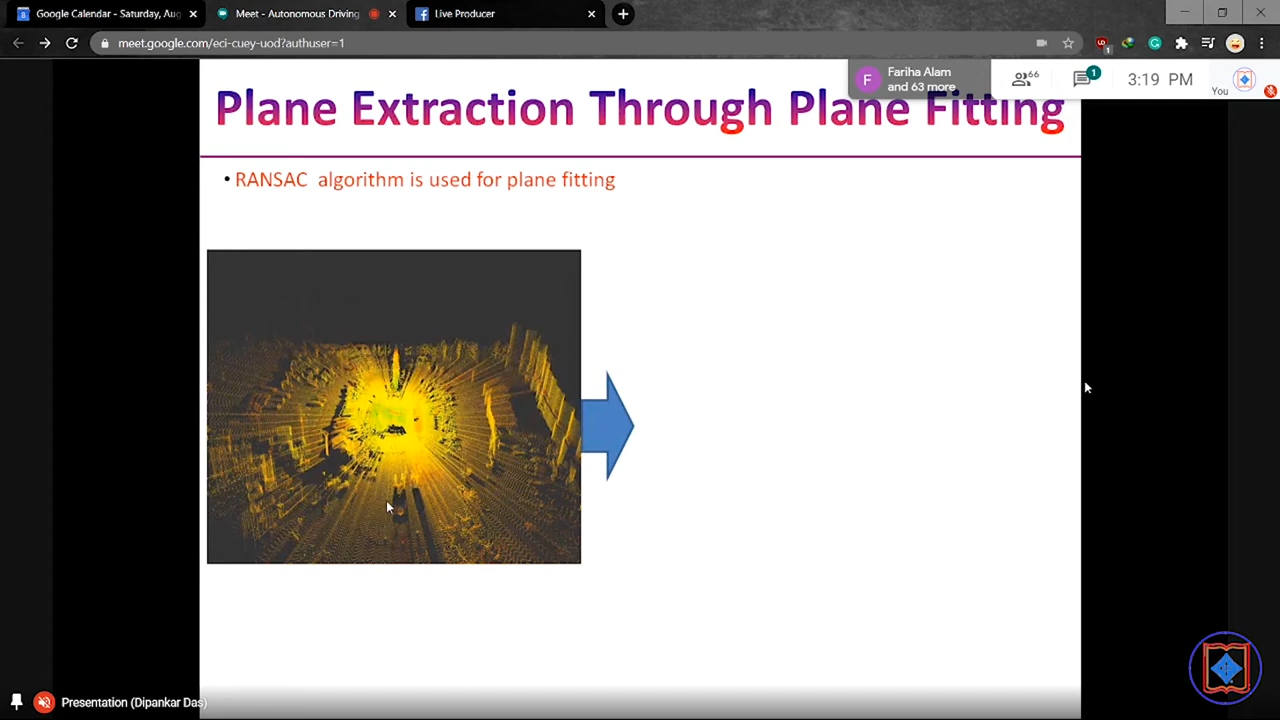 Google Calendar - Saturday, Aug
Meet - Autonomous Driving
Live Producer
meet.google.com/eci-cuey-uod?authuser=1
1
Fariha Alam
and 63 more
66
1
3:19 PM
You
Plane Extraction Through Plane Fitting
• RANSAC algorithm is used for plane fitting
Presentation (Dipankar Das)